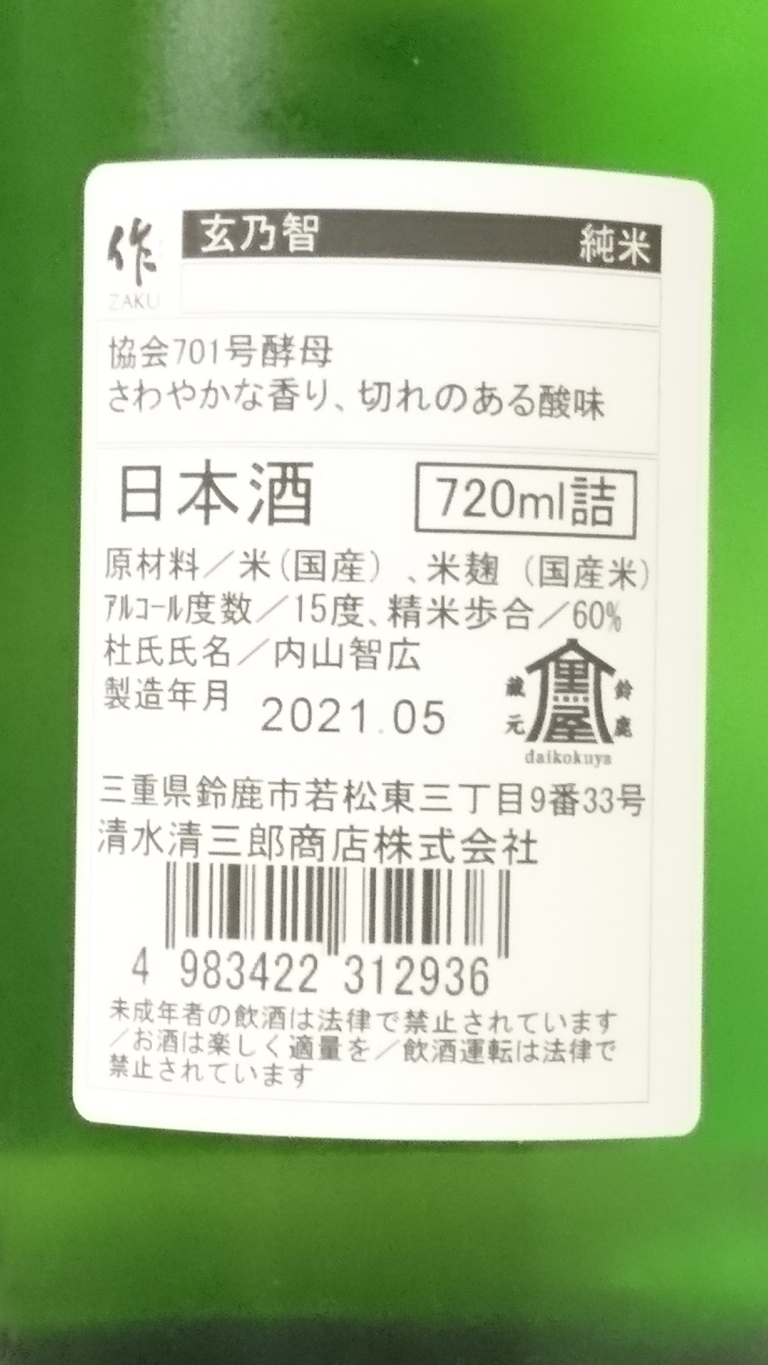 作
ZAKU
玄乃智 純米
協会701号酵母
さわやかな香り、切れのある酸味
日本酒 720ml詰
原材料／米(国産) 、米麹 (国産米)
ｱﾙｺｰﾙ度数／15度、精米歩合／60%
杜氏氏名／内山智広
製造年月 2021.05
蔵元 黒屋 鈴鹿
daikokuya
三重県鈴鹿市若松東三丁目9番33号
清水清三郎商店株式会社
4 983422 312936
未成年者の飲酒は法律で禁止されています
／お酒は楽しく適量を／飲酒運転は法律で
禁止されています